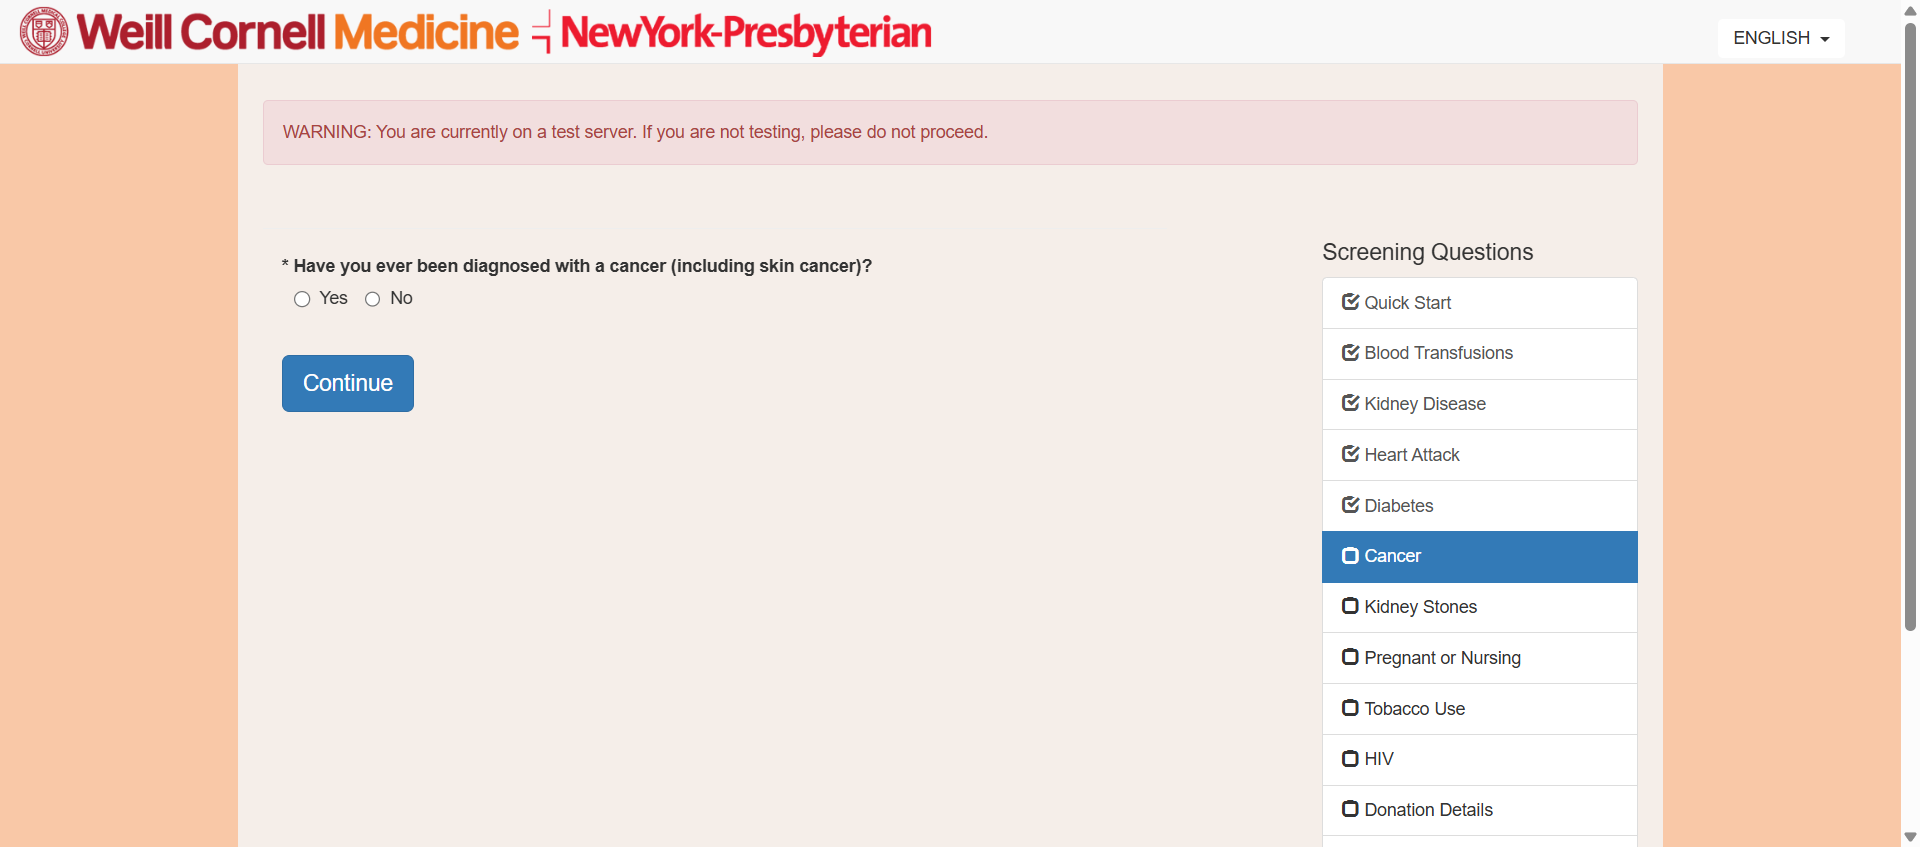 Weill Cornell Medicine NewYork-Presbyterian
ENGLISH
WARNING: You are currently on a test server. If you are not testing, please do not proceed.
* Have you ever been diagnosed with a cancer (including skin cancer)?
Yes No
Continue
Screening Questions
Quick Start
Blood Transfusions
Kidney Disease
Heart Attack
Diabetes
Cancer
Kidney Stones
Pregnant or Nursing
Tobacco Use
HIV
Donation Details